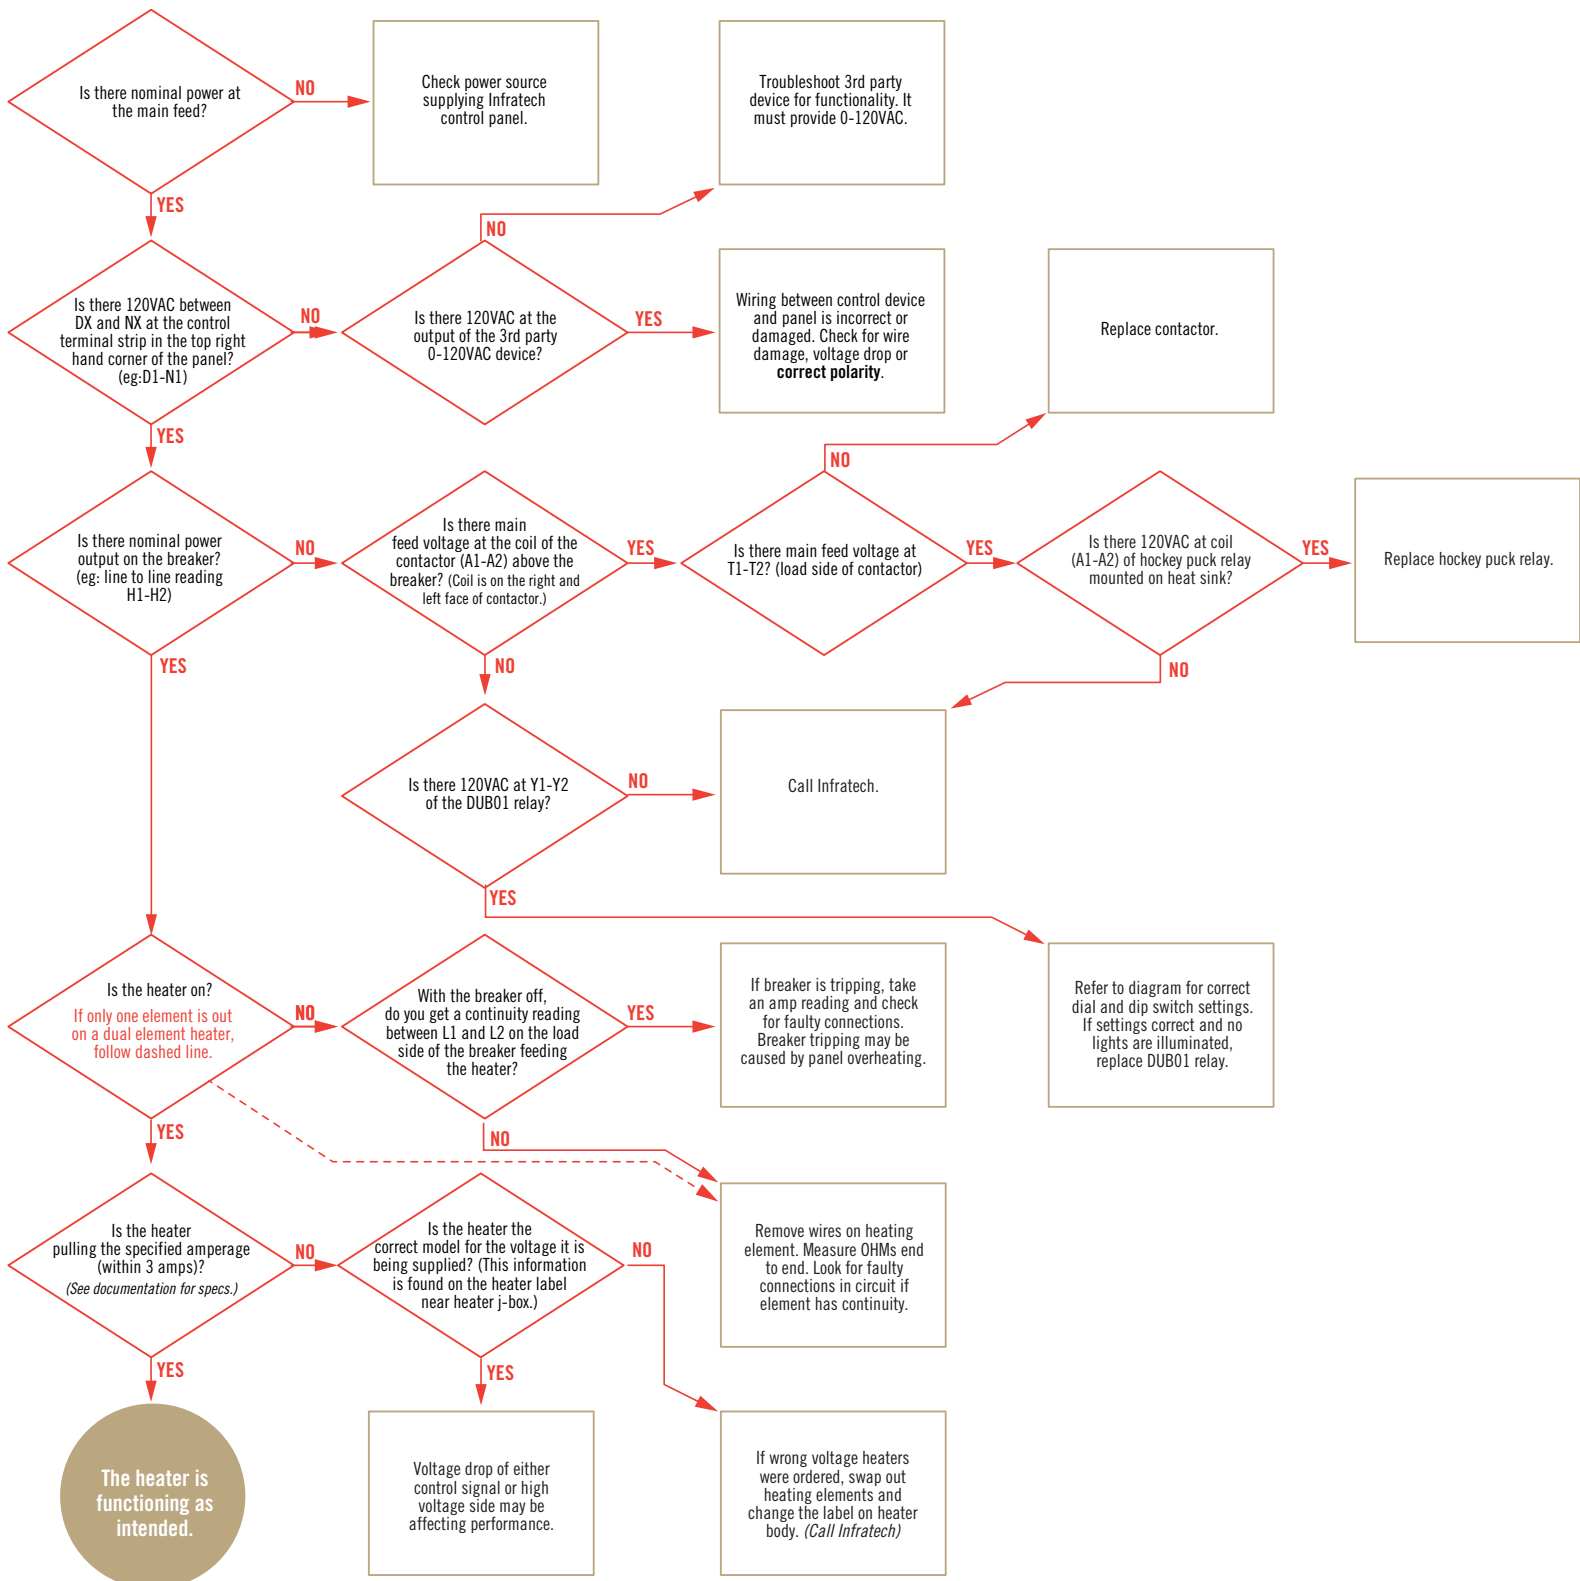 Is there nominal power at
the main feed?
NO
Check power source
supplying Infratech
control panel.
Troubleshoot 3rd party
device for functionality. It
must provide 0-120VAC.
YES
NO
Is there 120VAC between
DX and NX at the control
terminal strip in the top right
hand corner of the panel?
(eg:D1-N1)
NO
Is there 120VAC at the
output of the 3rd party
0-120VAC device?
YES
Wiring between control device
and panel is incorrect or
damaged. Check for wire
damage, voltage drop or
correct polarity.
Replace contactor.
YES
NO
Is there nominal power
output on the breaker?
(eg: line to line reading
H1-H2)
NO
Is there main
feed voltage at the coil of the
contactor (A1-A2) above the
breaker? (Coil is on the right and
left face of contactor.)
YES
Is there main feed voltage at
T1-T2? (load side of contactor)
YES
Is there 120VAC at coil
(A1-A2) of hockey puck relay
mounted on heat sink?
YES
Replace hockey puck relay.
YES
NO
NO
Is there 120VAC at Y1-Y2
of the DUB01 relay?
NO
Call Infratech.
YES
Is the heater on?
If only one element is out
on a dual element heater,
follow dashed line.
NO
With the breaker off,
do you get a continuity reading
between L1 and L2 on the load
side of the breaker feeding
the heater?
YES
If breaker is tripping, take
an amp reading and check
for faulty connections.
Breaker tripping may be
caused by panel overheating.
Refer to diagram for correct
dial and dip switch settings.
If settings correct and no
lights are illuminated,
replace DUB01 relay.
YES
NO
Is the heater
pulling the specified amperage
(within 3 amps)?
(See documentation for specs.)
NO
Is the heater the
correct model for the voltage it is
being supplied? (This information
is found on the heater label
near heater j-box.)
NO
Remove wires on heating
element. Measure OHMs end
to end. Look for faulty
connections in circuit if
element has continuity.
YES
YES
The heater is
functioning as
intended.
Voltage drop of either
control signal or high
voltage side may be
affecting performance.
If wrong voltage heaters
were ordered, swap out
heating elements and
change the label on heater
body. (Call Infratech)